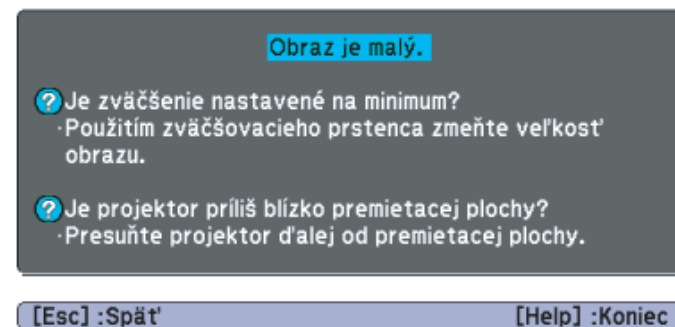 Obraz je malý.
Je zväčšenie nastavené na minimum?
·Použitím zväčšovacieho prstenca zmeňte veľkosť
obrazu.
Je projektor príliš blízko premietacej plochy?
·Presuňte projektor ďalej od premietacej plochy.
[Esc] :Späť [Help] :Koniec